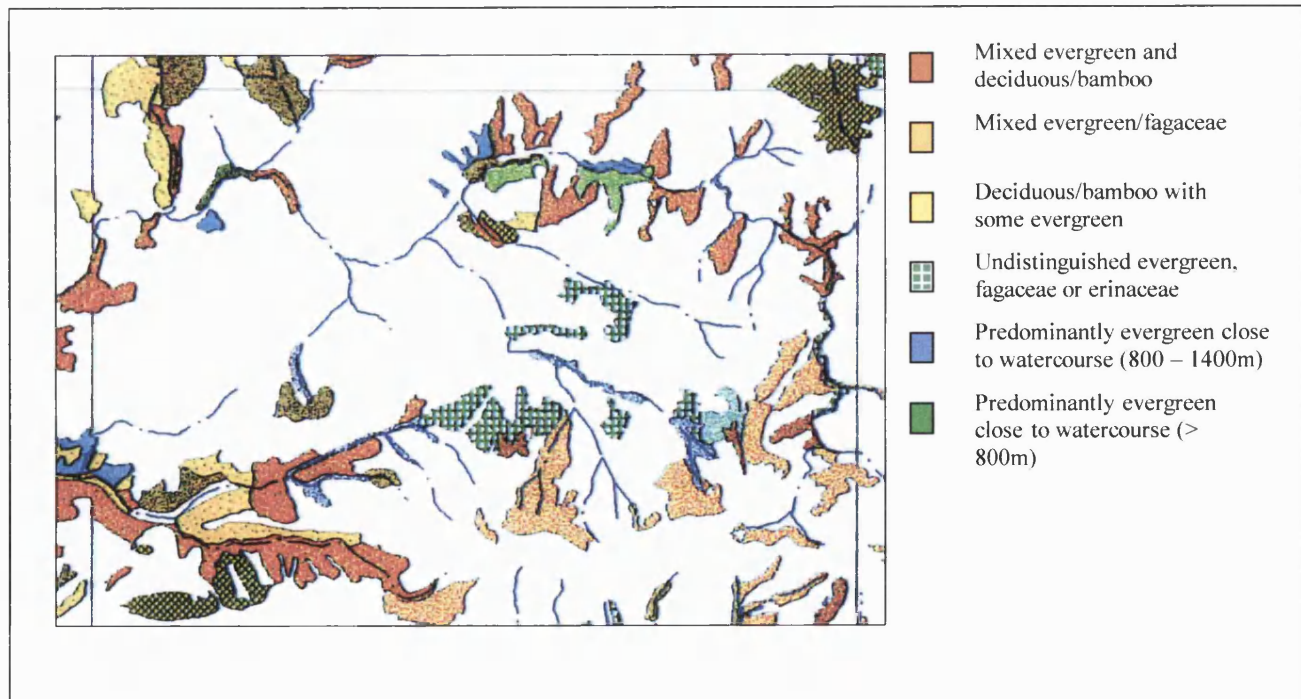 Mixed evergreen and
deciduous/bamboo
Mixed evergreen/fagaceae
Deciduous/bamboo with
some evergreen
Undistinguished evergreen,
fagaceae or erinaceae
Predominantly evergreen close
to watercourse (800 – 1400m)
Predominantly evergreen
close to watercourse (>
800m)